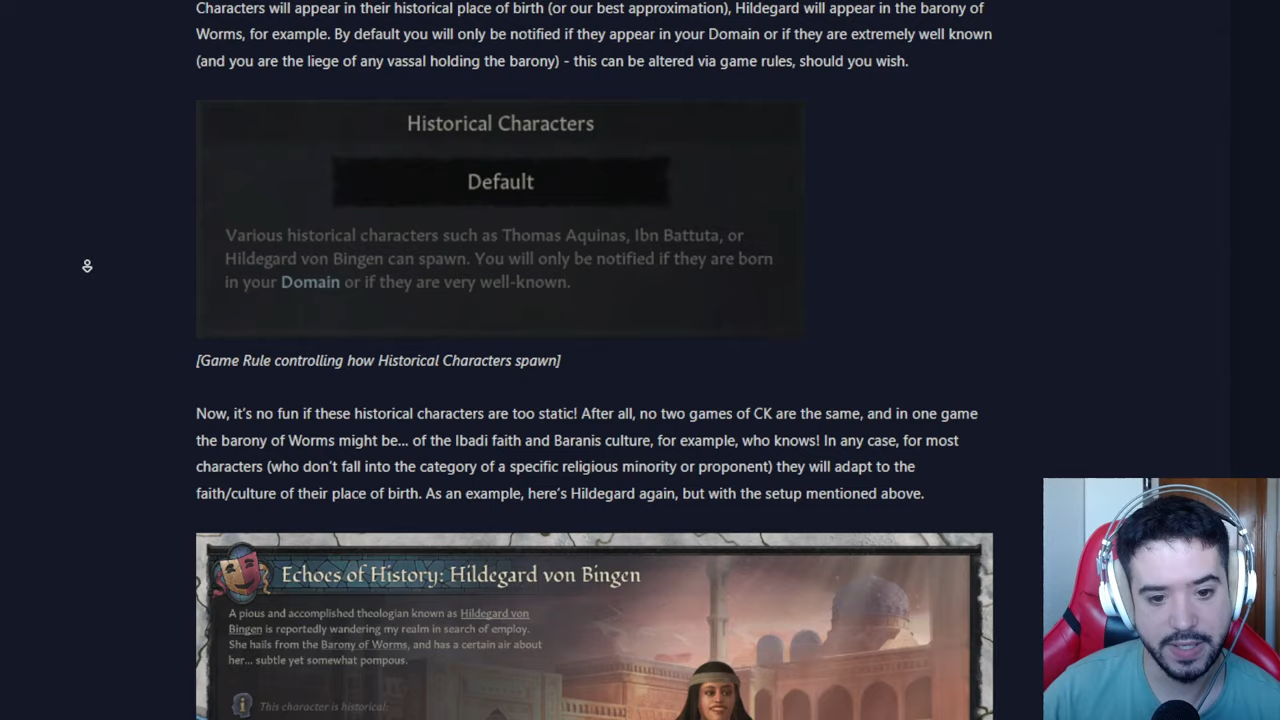 Characters will appear in their historical place of birth (or our best approximation), Hildegard will appear in the barony of
Worms, for example. By default you will only be notified if they appear in your Domain or if they are extremely well known
(and you are the liege of any vassal holding the barony) - this can be altered via game rules, should you wish.
Historical Characters
Default
Various historical characters such as Thomas Aquinas, Ibn Battuta, or
Hildegard von Bingen can spawn. You will only be notified if they are born
in your Domain or if they are very well-known.
[Game Rule controlling how Historical Characters spawn]
Now, it's no fun if these historical characters are too static! After all, no two games of CK are the same, and in one game
the barony of Worms might be... of the Ibadi faith and Baranis culture, for example, who knows! In any case, for most
characters (who don't fall into the category of a specific religious minority or proponent) they will adapt to the
faith/culture of their place of birth. As an example, here's Hildegard again, but with the setup mentioned above.
Echoes of History: Hildegard von Bingen
A pious and accomplished theologian known as Hildegard von
Bingen is reportedly wandering my realm in search of employ.
She hails from the Barony of Worms, and has a certain air about
her... subtle yet somewhat pompous.
This character is historical: